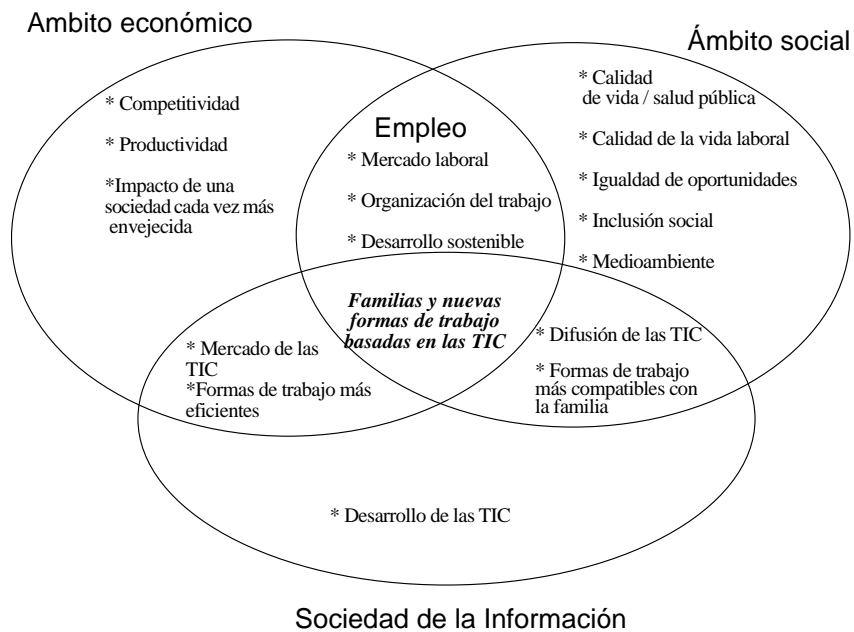 Ambito económico
Ámbito social
* Competitividad
* Productividad
*Impacto de una
sociedad cada vez más
envejecida
Empleo
* Mercado laboral
* Organización del trabajo
* Desarrollo sostenible
* Calidad
de vida / salud pública
* Calidad de la vida laboral
* Igualdad de oportunidades
* Inclusión social
* Medioambiente
Familias y nuevas
formas de trabajo
basadas en las TIC
* Mercado de las
TIC
*Formas de trabajo más
eficientes
* Difusión de las TIC
* Formas de trabajo
más compatibles con
la familia
* Desarrollo de las TIC
Sociedad de la Información